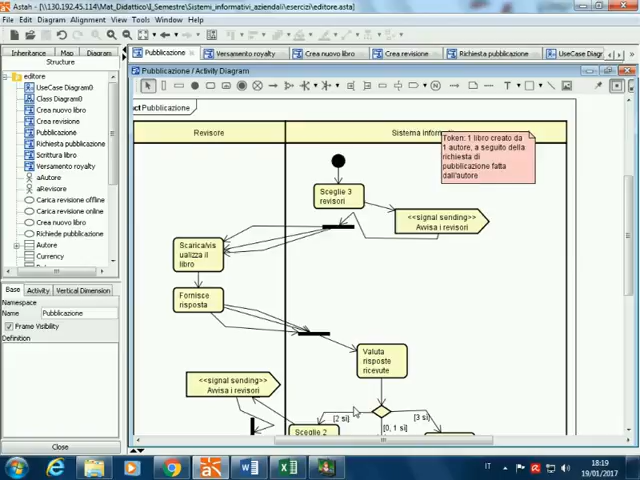 Astah - [\\130.192.45.114\Mat_Didattico\I_Semestre\Sistemi_informativi_aziendali\esercizi\editore.asta]
File Edit Diagram Alignment View Tools Window Help
Inheritance Map Diagram
Structure
editore
UseCase Diagram0
Class Diagram0
Crea nuovo libro
Crea revisione
Pubblicazione
Richiesta pubblicazione
Scrittura libro
Versamento royalty
aAutore
aRevisore
Carica revisione offline
Carica revisione online
Crea nuovo libro
Richiede pubblicazione
Autore
Currency
Base Activity Vertical Dimension
Namespace
Name Pubblicazione
Frame Visibility
Definition
Close
Pubblicazione Versamento royalty Crea nuovo libro Crea revisione Richiesta pubblicazione UseCase Diagr
Pubblicazione / Activity Diagram
act Pubblicazione
Revisore
Sistema inform
Token: 1 libro creato da
1 autore, a seguito della
richiesta di
pubblicazione fatta
dall'autore
Sceglie 3
revisori
<<signal sending>>
Avvisa i revisori
Scarica/vis
ualizza il
libro
Fornisce
risposta
Valuta
risposte
ricevute
<<signal sending>>
Avvisa i revisori
[2 si]
[3 si]
[0, 1 si]
Sceglie 2
IT
18:19
19/01/2017